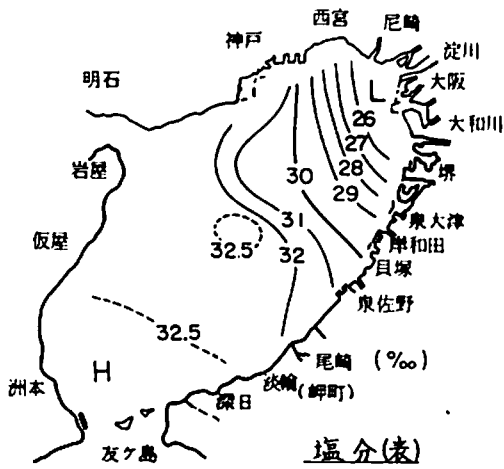 西宮
尼崎
神戸
淀川
明石
大阪
L
大和川
26
27
28
29
30
31
32
32.5
岩屋
堺
仮屋
泉大津
岸和田
貝塚
泉佐野
32.5
H
尾崎 (‰)
淡輪(岬町)
深日
洲本
友ヶ島
塩分(表)